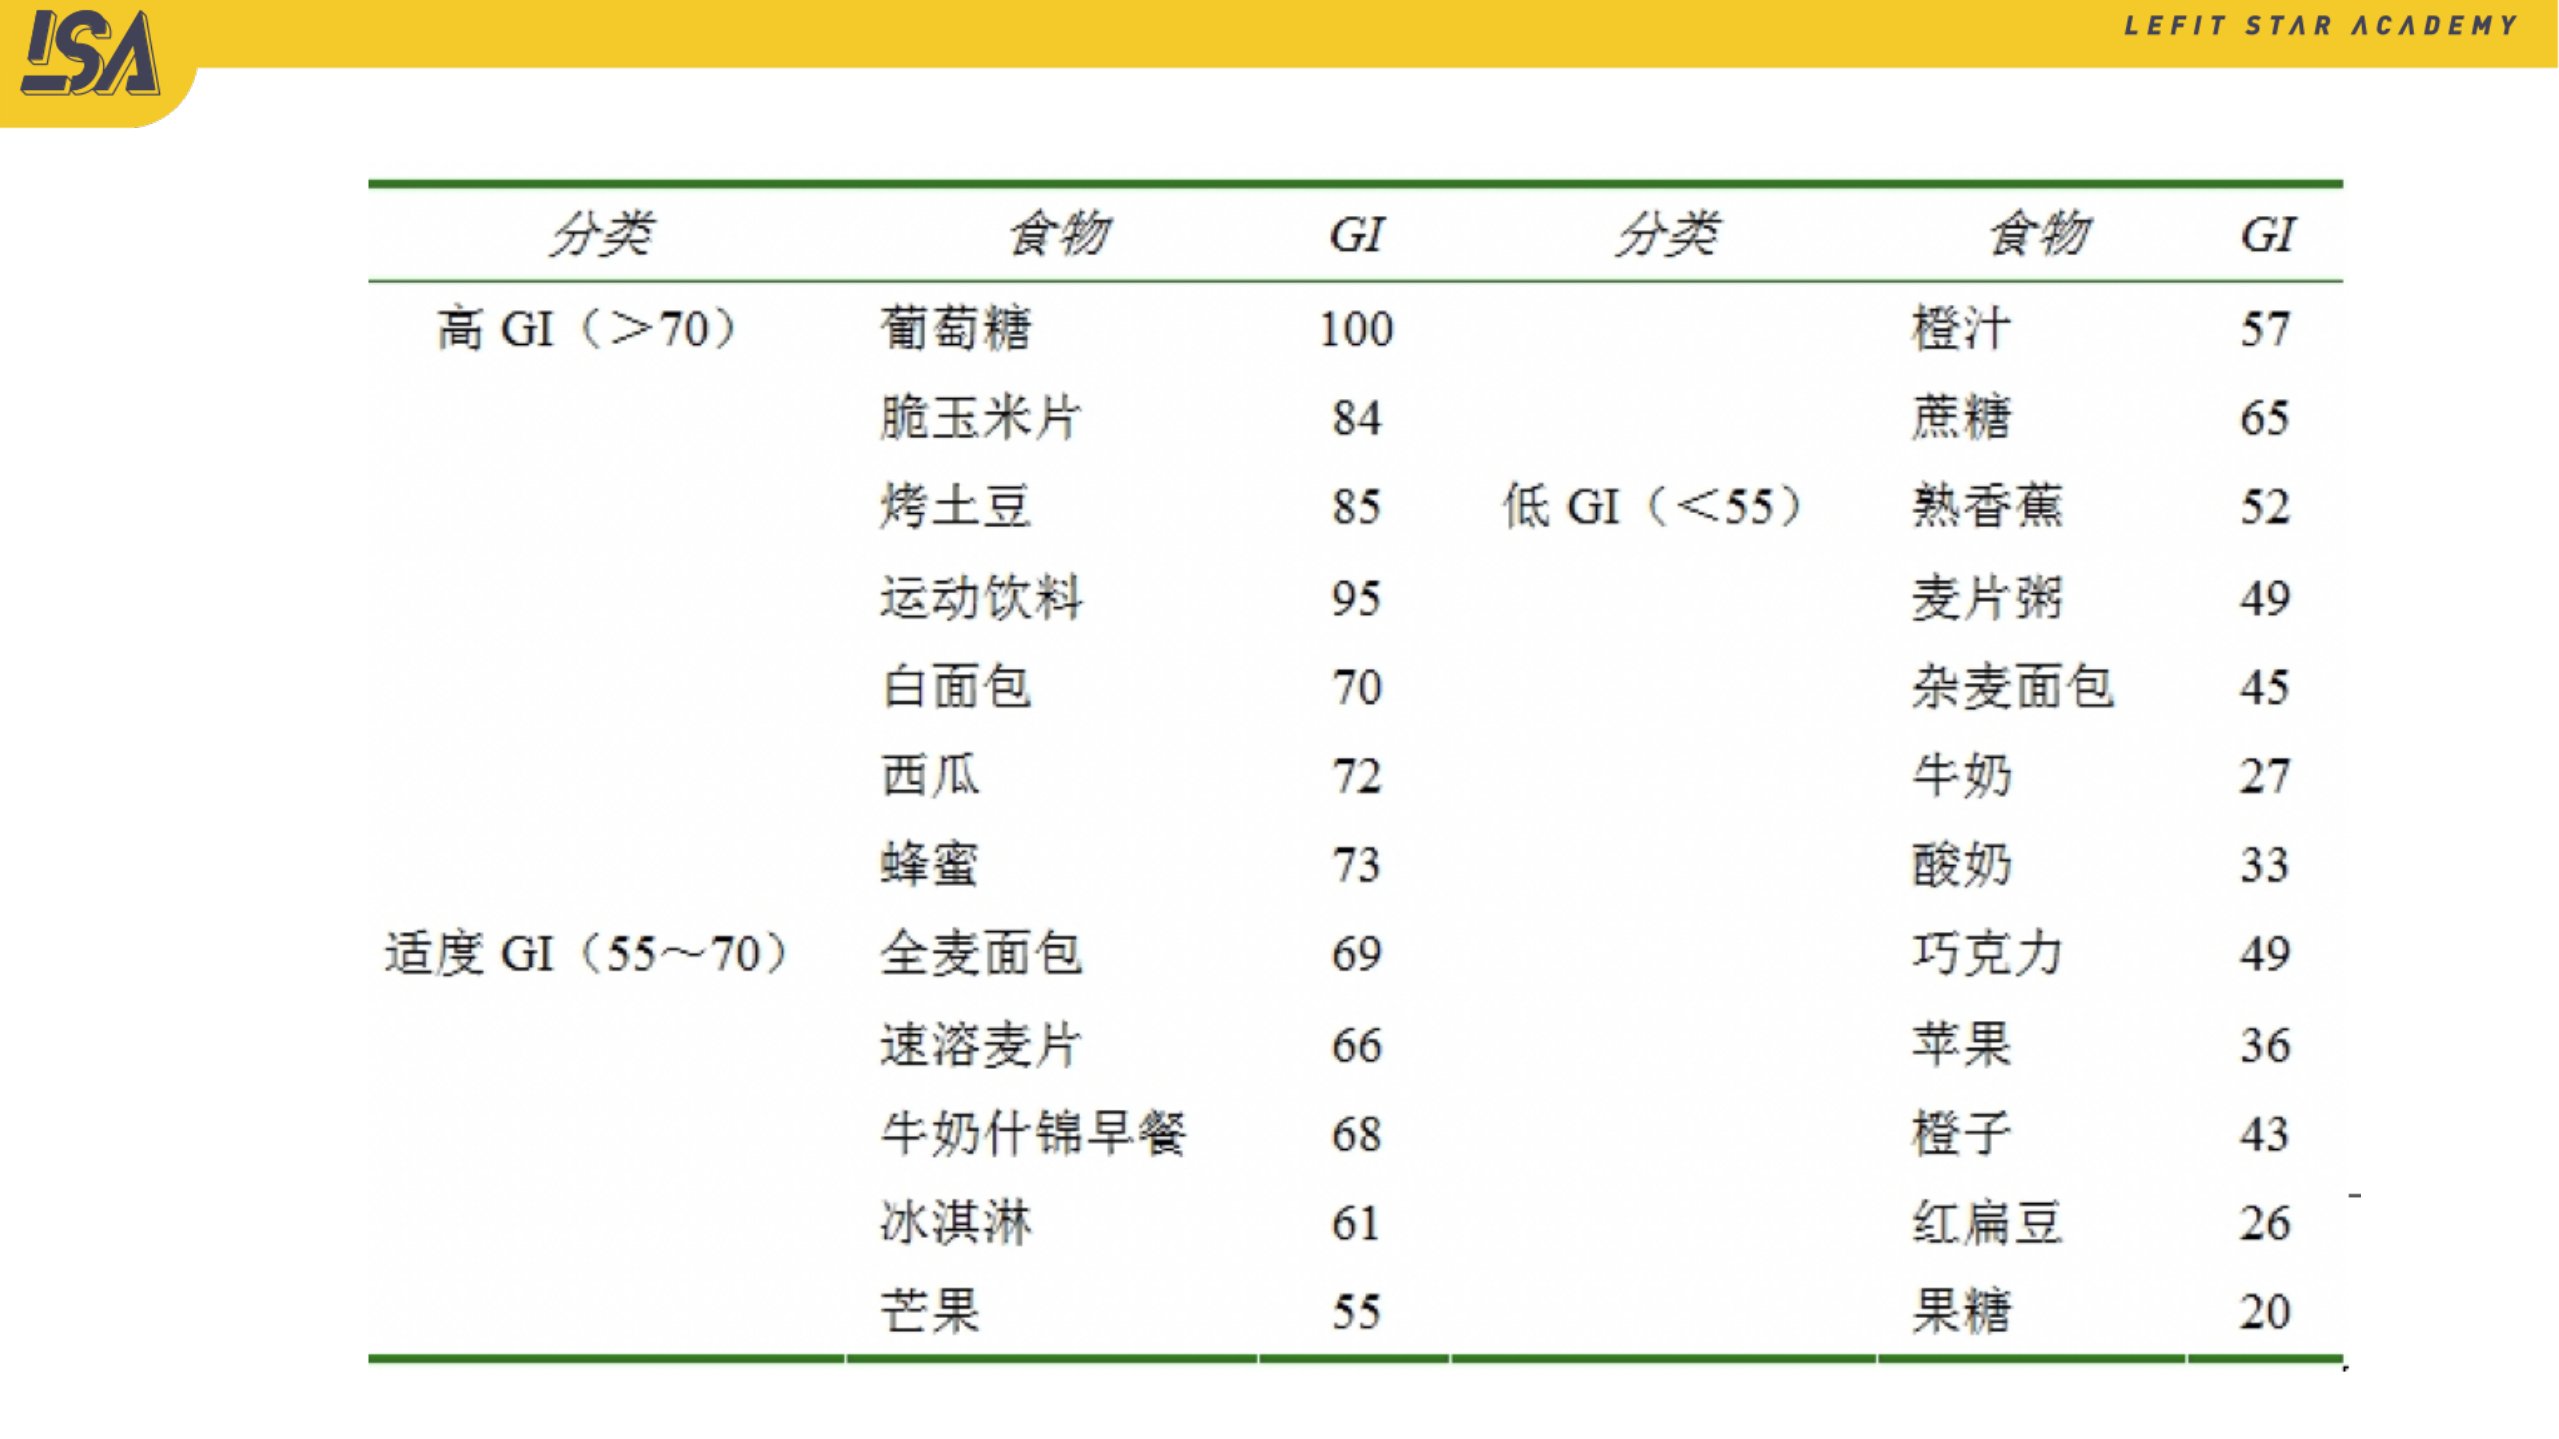 LSA
LEFIT STAR ACADEMY
分类 食物 GI 分类 食物 GI
高 GI（＞70） 葡萄糖 100 橙汁 57
脆玉米片 84 蔗糖 65
烤土豆 85 低 GI（＜55） 熟香蕉 52
运动饮料 95 麦片粥 49
白面包 70 杂麦面包 45
西瓜 72 牛奶 27
蜂蜜 73 酸奶 33
适度 GI（55～70） 全麦面包 69 巧克力 49
速溶麦片 66 苹果 36
牛奶什锦早餐 68 橙子 43
冰淇淋 61 红扁豆 26
芒果 55 果糖 20